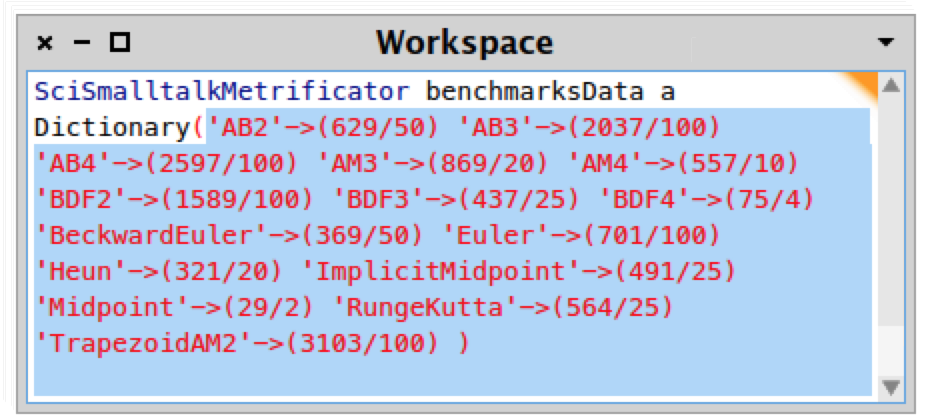 Workspace
SciSmalltalkMetrificator benchmarksData a
Dictionary('AB2'->(629/50) 'AB3'->(2037/100)
'AB4'->(2597/100) 'AM3'->(869/20) 'AM4'->(557/10)
'BDF2'->(1589/100) 'BDF3'->(437/25) 'BDF4'->(75/4)
'BeckwardEuler'->(369/50) 'Euler'->(701/100)
'Heun'->(321/20) 'ImplicitMidpoint'->(491/25)
'Midpoint'->(29/2) 'RungeKutta'->(564/25)
'TrapezoidAM2'->(3103/100) )